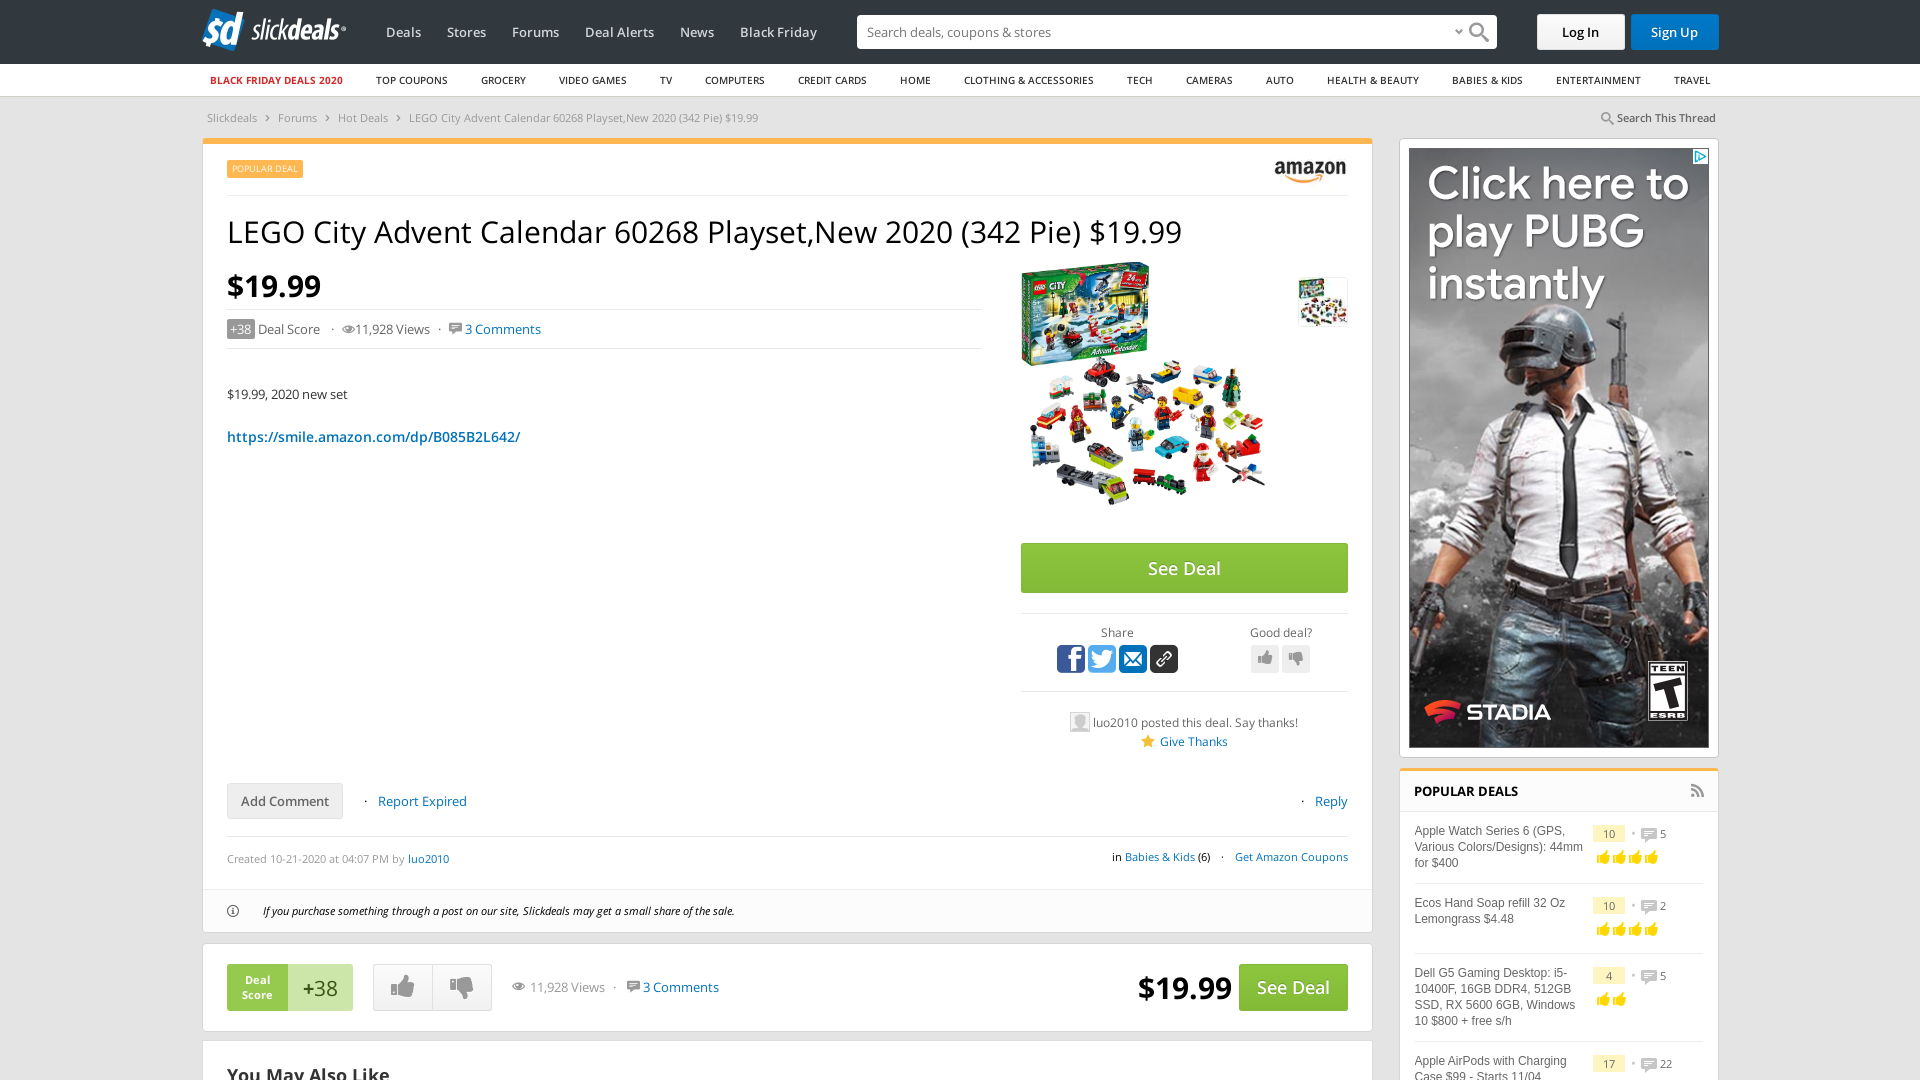 sd slickdeals
Deals Stores Forums Deal Alerts News Black Friday
Search deals, coupons & stores
Log In
Sign Up
BLACK FRIDAY DEALS 2020 TOP COUPONS GROCERY VIDEO GAMES TV COMPUTERS CREDIT CARDS HOME CLOTHING & ACCESSORIES TECH CAMERAS AUTO HEALTH & BEAUTY BABIES & KIDS ENTERTAINMENT TRAVEL
Slickdeals › Forums › Hot Deals › LEGO City Advent Calendar 60268 Playset,New 2020 (342 Pie) $19.99
Search This Thread
POPULAR DEAL
amazon
LEGO City Advent Calendar 60268 Playset,New 2020 (342 Pie) $19.99
$19.99
+38 Deal Score · 11,928 Views · 3 Comments
$19.99, 2020 new set
https://smile.amazon.com/dp/B085B2L642/
LEGO CITY
Advent Calendar
See Deal
Share
Good deal?
luo2010 posted this deal. Say thanks!
Give Thanks
Add Comment
· Report Expired
· Reply
Created 10-21-2020 at 04:07 PM by luo2010
in Babies & Kids (6) · Get Amazon Coupons
If you purchase something through a post on our site, Slickdeals may get a small share of the sale.
Deal
Score
+38
11,928 Views · 3 Comments
$19.99
See Deal
You May Also Like
Click here to
play PUBG
instantly
STADIA
TEEN
T
ESRB
POPULAR DEALS
Apple Watch Series 6 (GPS,
Various Colors/Designs): 44mm
for $400
10 • 5
Ecos Hand Soap refill 32 Oz
Lemongrass $4.48
10 • 2
Dell G5 Gaming Desktop: i5-
10400F, 16GB DDR4, 512GB
SSD, RX 5600 6GB, Windows
10 $800 + free s/h
4 • 5
Apple AirPods with Charging
Case $99 - Starts 11/04
17 • 22